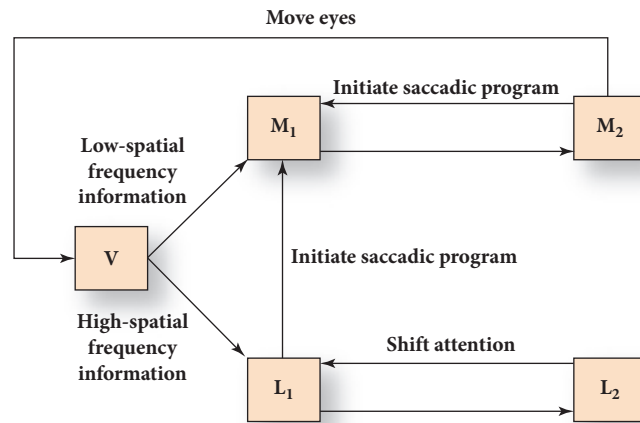 Move eyes
Initiate saccadic program
M₁
M₂
Low-spatial
frequency
information
V
Initiate saccadic program
High-spatial
frequency
information
Shift attention
L₁
L₂